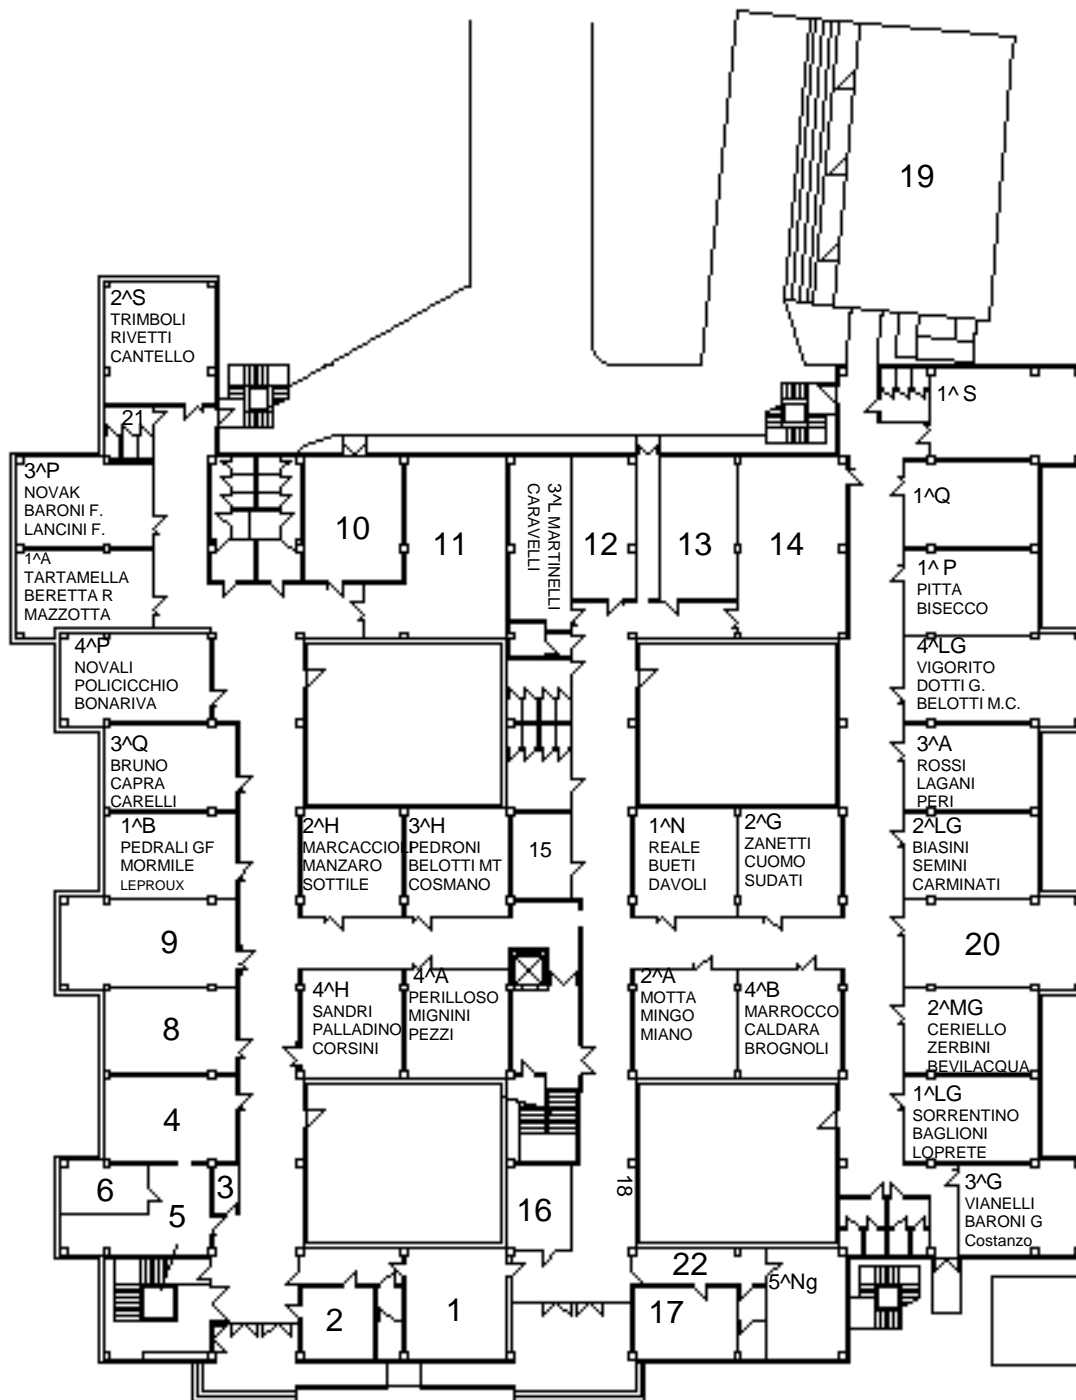 19
2^S
TRIMBOLI
RIVETTI
CANTELLO
21
1^ S
3^P
NOVAK
BARONI F.
LANCINI F.
10
11
3^L MARTINELLI
CARAVELLI
12
13
14
1^Q
1^A
TARTAMELLA
BERETTA R
MAZZOTTA
1^ P
PITTA
BISECCO
4^P
NOVALI
POLICICCHIO
BONARIVA
4^LG
VIGORITO
DOTTI G.
BELOTTI M.C.
3^Q
BRUNO
CAPRA
CARELLI
3^A
ROSSI
LAGANI
PERI
1^B
PEDRALI GF
MORMILE
LEPROUX
2^H
MARCACCIOLI
MANZARO
SOTTILE
3^H
PEDRONI
BELOTTI MT
COSMANO
15
1^N
REALE
BUETI
DAVOLI
2^G
ZANETTI
CUOMO
SUDATI
2^LG
BIASINI
SEMINI
CARMINATI
9
20
8
4^H
SANDRI
PALLADINO
CORSINI
4^A
PERILLOSO
MIGNINI
PEZZI
2^A
MOTTA
MINGO
MIANO
4^B
MARROCCO
CALDARA
BROGNOLI
2^MG
CERIELLO
ZERBINI
BEVILACQUA
4
1^LG
SORRENTINO
BAGLIONI
LOPRETE
6
3
5
16
18
3^G
VIANELLI
BARONI G
Costanzo
22
5^Ng
2
1
17